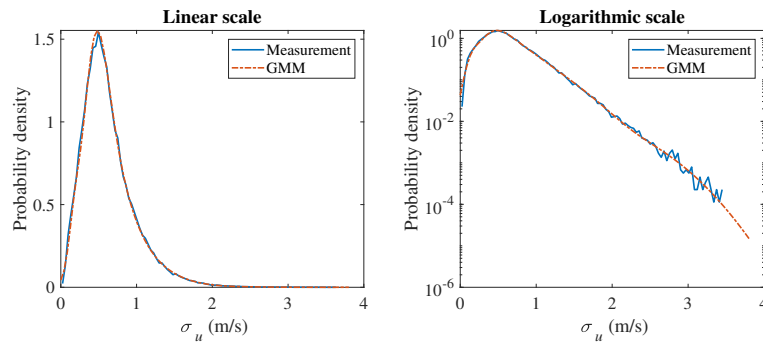 Linear scale
1.5
1
0.5
0
0
1
2
3
4
Probability density
σ_u (m/s)
Measurement
GMM
Logarithmic scale
10^0
10^-2
10^-4
10^-6
0
1
2
3
4
Probability density
σ_u (m/s)
Measurement
GMM